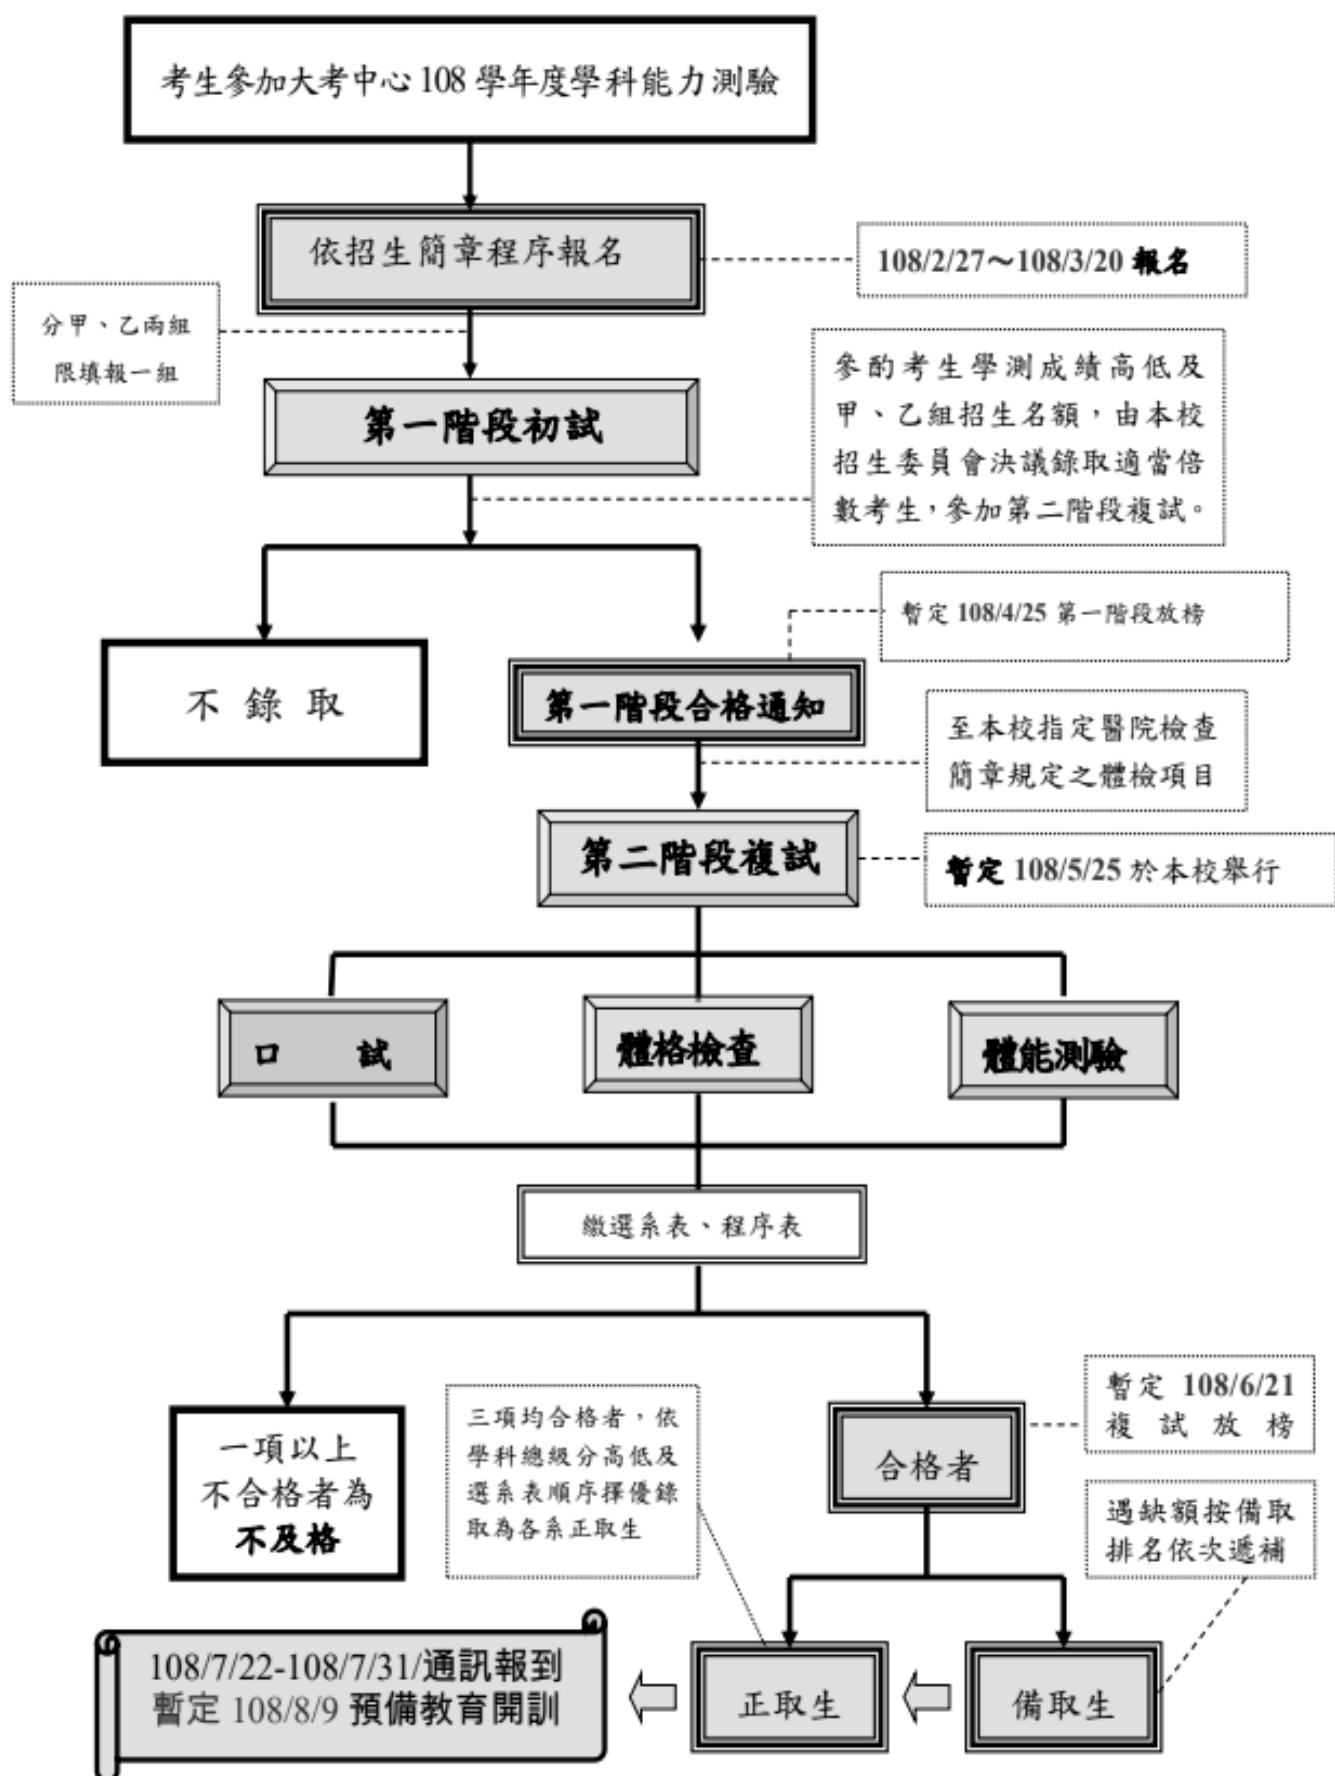 考生參加大考中心 108 學年度學科能力測驗
依招生簡章程序報名
108/2/27～108/3/20 報名
分甲、乙兩組
限填報一組
第一階段初試
參酌考生學測成績高低及
甲、乙組招生名額，由本校
招生委員會決議錄取適當倍
數考生，參加第二階段複試。
暫定 108/4/25 第一階段放榜
不 錄 取
第一階段合格通知
至本校指定醫院檢查
簡章規定之體檢項目
第二階段複試
暫定 108/5/25 於本校舉行
口 試
體格檢查
體能測驗
繳選系表、程序表
一項以上
不合格者為
不及格
三項均合格者，依
學科總級分高低及
選系表順序擇優錄
取為各系正取生
合格者
暫定 108/6/21
複試放榜
遇缺額按備取
排名依次遞補
108/7/22-108/7/31/通訊報到
暫定 108/8/9 預備教育開訓
正取生
備取生